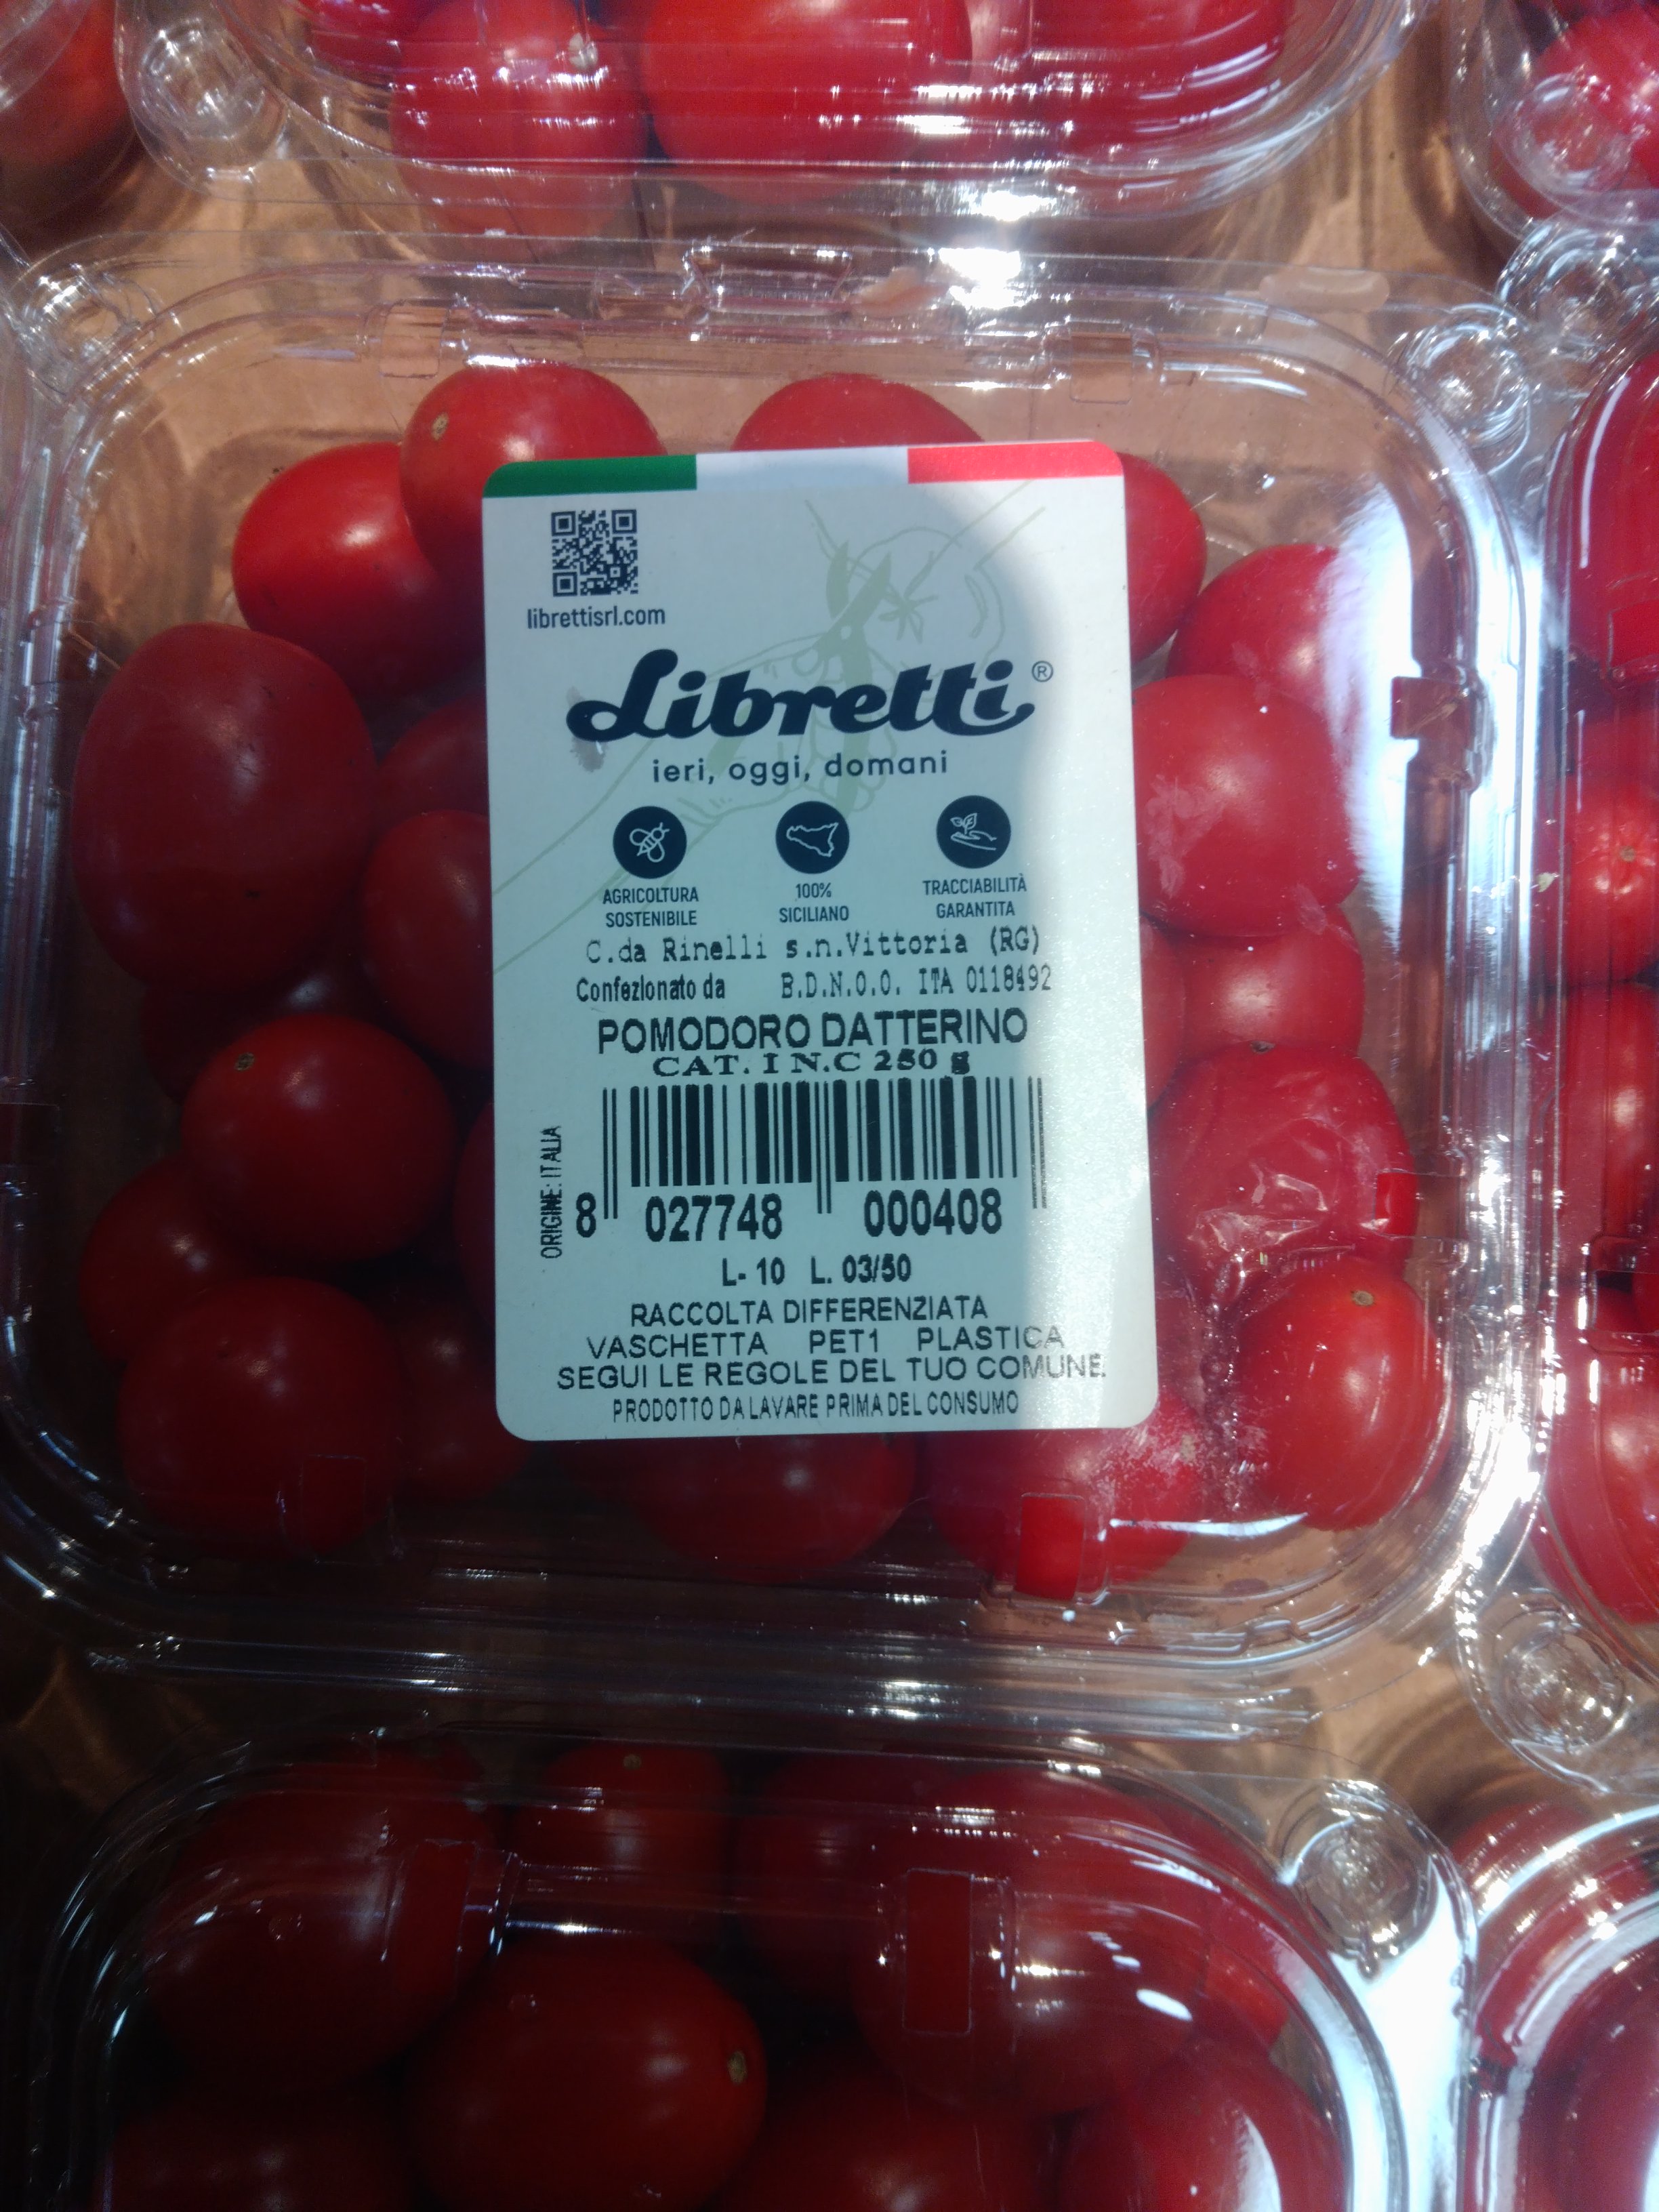 librettisrl.com
Libretti®
ieri, oggi, domani
AGRICOLTURA SOSTENIBILE
100% SICILIANO
TRACCIABILITÀ GARANTITA
C.da Rinelli s.n.Vittoria (RG)
Confezionato da B.D.N.O.O. ITA 0118492
POMODORO DATTERINO
CAT. I N.C 250 g
ORIGINE: ITALIA
8 027748 000408
L- 10 L. 03/50
RACCOLTA DIFFERENZIATA
VASCHETTA PET1 PLASTICA
SEGUI LE REGOLE DEL TUO COMUNE.
PRODOTTO DA LAVARE PRIMA DEL CONSUMO